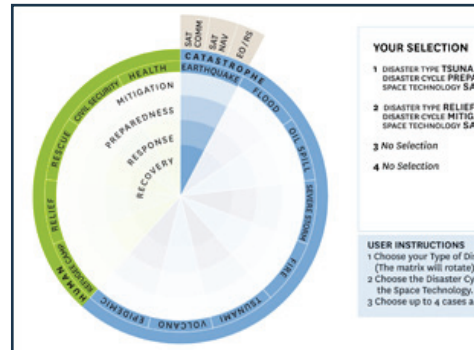 SAT
COMM
SAT
NAV
EO / RS
CATASTROPHE
EARTHQUAKE
FLOOD
OIL SPILL
SEVERE STORM
FIRE
TSUNAMI
VOLCANO
EPIDEMIC
HUMAN
REFUGEE CAMP
RELIEF
RESCUE
CIVIL SECURITY
HEALTH
MITIGATION
PREPAREDNESS
RESPONSE
RECOVERY
YOUR SELECTION
1 DISASTER TYPE TSUNA
DISASTER CYCLE PREPA
SPACE TECHNOLOGY SA
2 DISASTER TYPE RELIEF
DISASTER CYCLE MITIG
SPACE TECHNOLOGY SA
3 No Selection
4 No Selection
USER INSTRUCTIONS
1 Choose your Type of Dis
(The matrix will rotate)
2 Choose the Disaster Cy
the Space Technology.
3 Choose up to 4 cases a